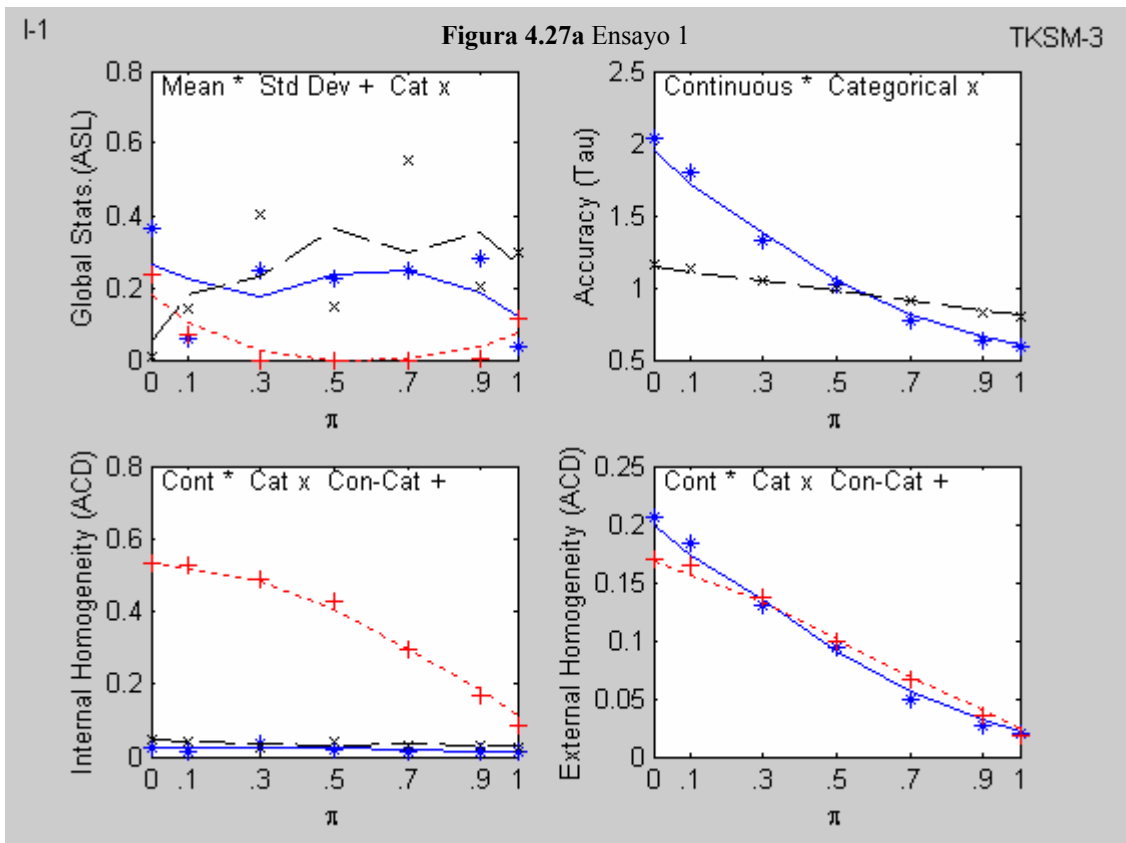 I-1
Figura 4.27a Ensayo 1
TKSM-3
Mean * Std Dev + Cat x
Global Stats.(ASL)
0.8
0.6
0.4
0.2
0
0 .1 .3 .5 .7 .9 1
π
Continuous * Categorical x
Accuracy (Tau)
2.5
2
1.5
1
0.5
0 .1 .3 .5 .7 .9 1
π
Cont * Cat x Con-Cat +
Internal Homogeneity (ACD)
0.8
0.6
0.4
0.2
0
0 .1 .3 .5 .7 .9 1
π
Cont * Cat x Con-Cat +
External Homogeneity (ACD)
0.25
0.2
0.15
0.1
0.05
0
0 .1 .3 .5 .7 .9 1
π